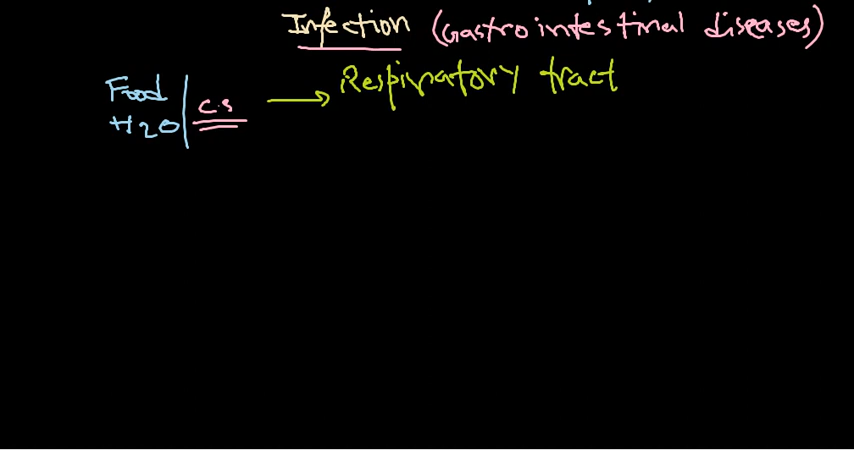 Infection (Gastrointestinal diseases)
Respiratory tract
Food
H2O
C.S